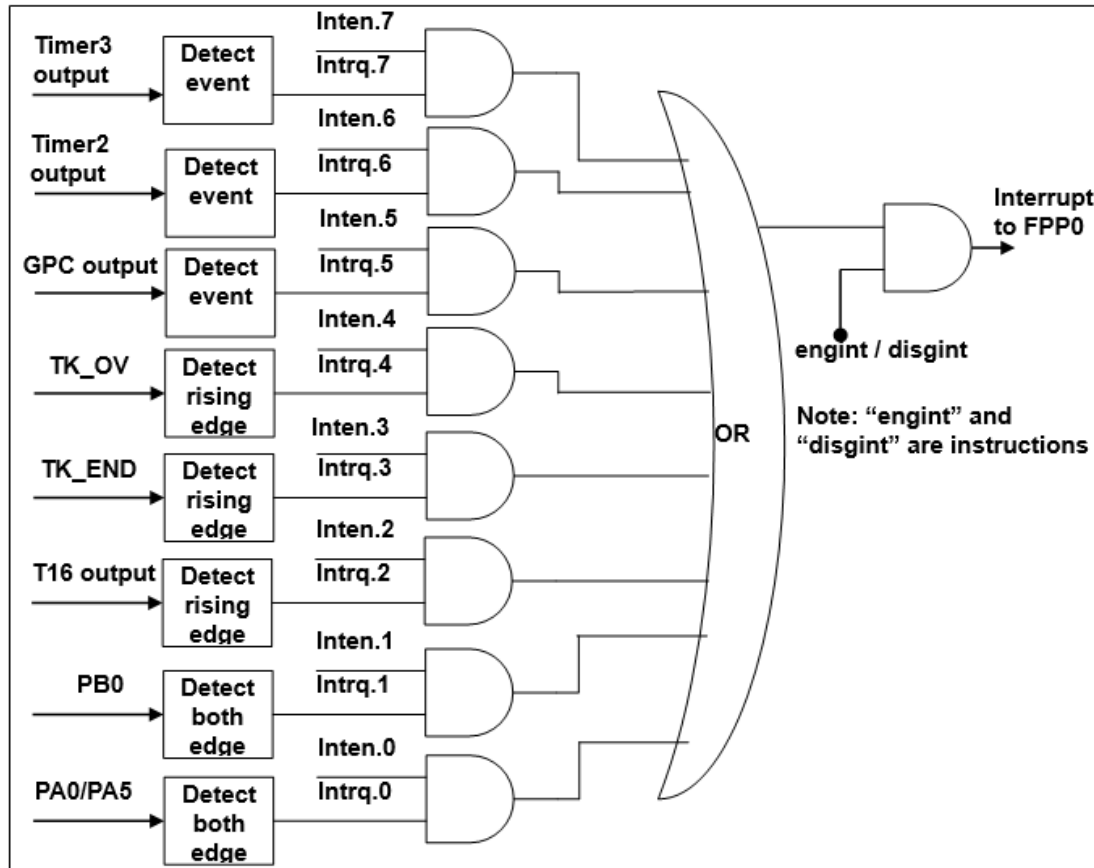 Timer3
output
Detect
event
Inten.7
Intrq.7
Timer2
output
Detect
event
Inten.6
Intrq.6
GPC output
Detect
event
Inten.5
Intrq.5
TK_OV
Detect
rising
edge
Inten.4
Intrq.4
TK_END
Detect
rising
edge
Inten.3
Intrq.3
T16 output
Detect
rising
edge
Inten.2
Intrq.2
PB0
Detect
both
edge
Inten.1
Intrq.1
PA0/PA5
Detect
both
edge
Inten.0
Intrq.0
OR
Interrupt
to FPP0
engint / disgint
Note: “engint” and
“disgint” are instructions